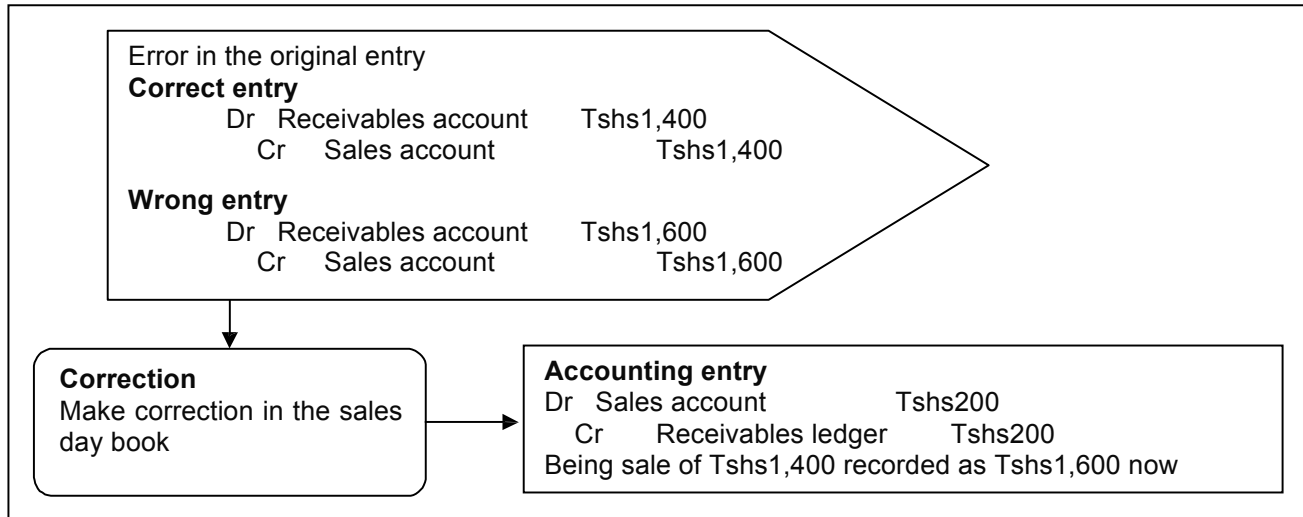 Error in the original entry
Correct entry
Dr Receivables account Tshs1,400
Cr Sales account Tshs1,400
Wrong entry
Dr Receivables account Tshs1,600
Cr Sales account Tshs1,600
Correction
Make correction in the sales
day book
Accounting entry
Dr Sales account Tshs200
Cr Receivables ledger Tshs200
Being sale of Tshs1,400 recorded as Tshs1,600 now